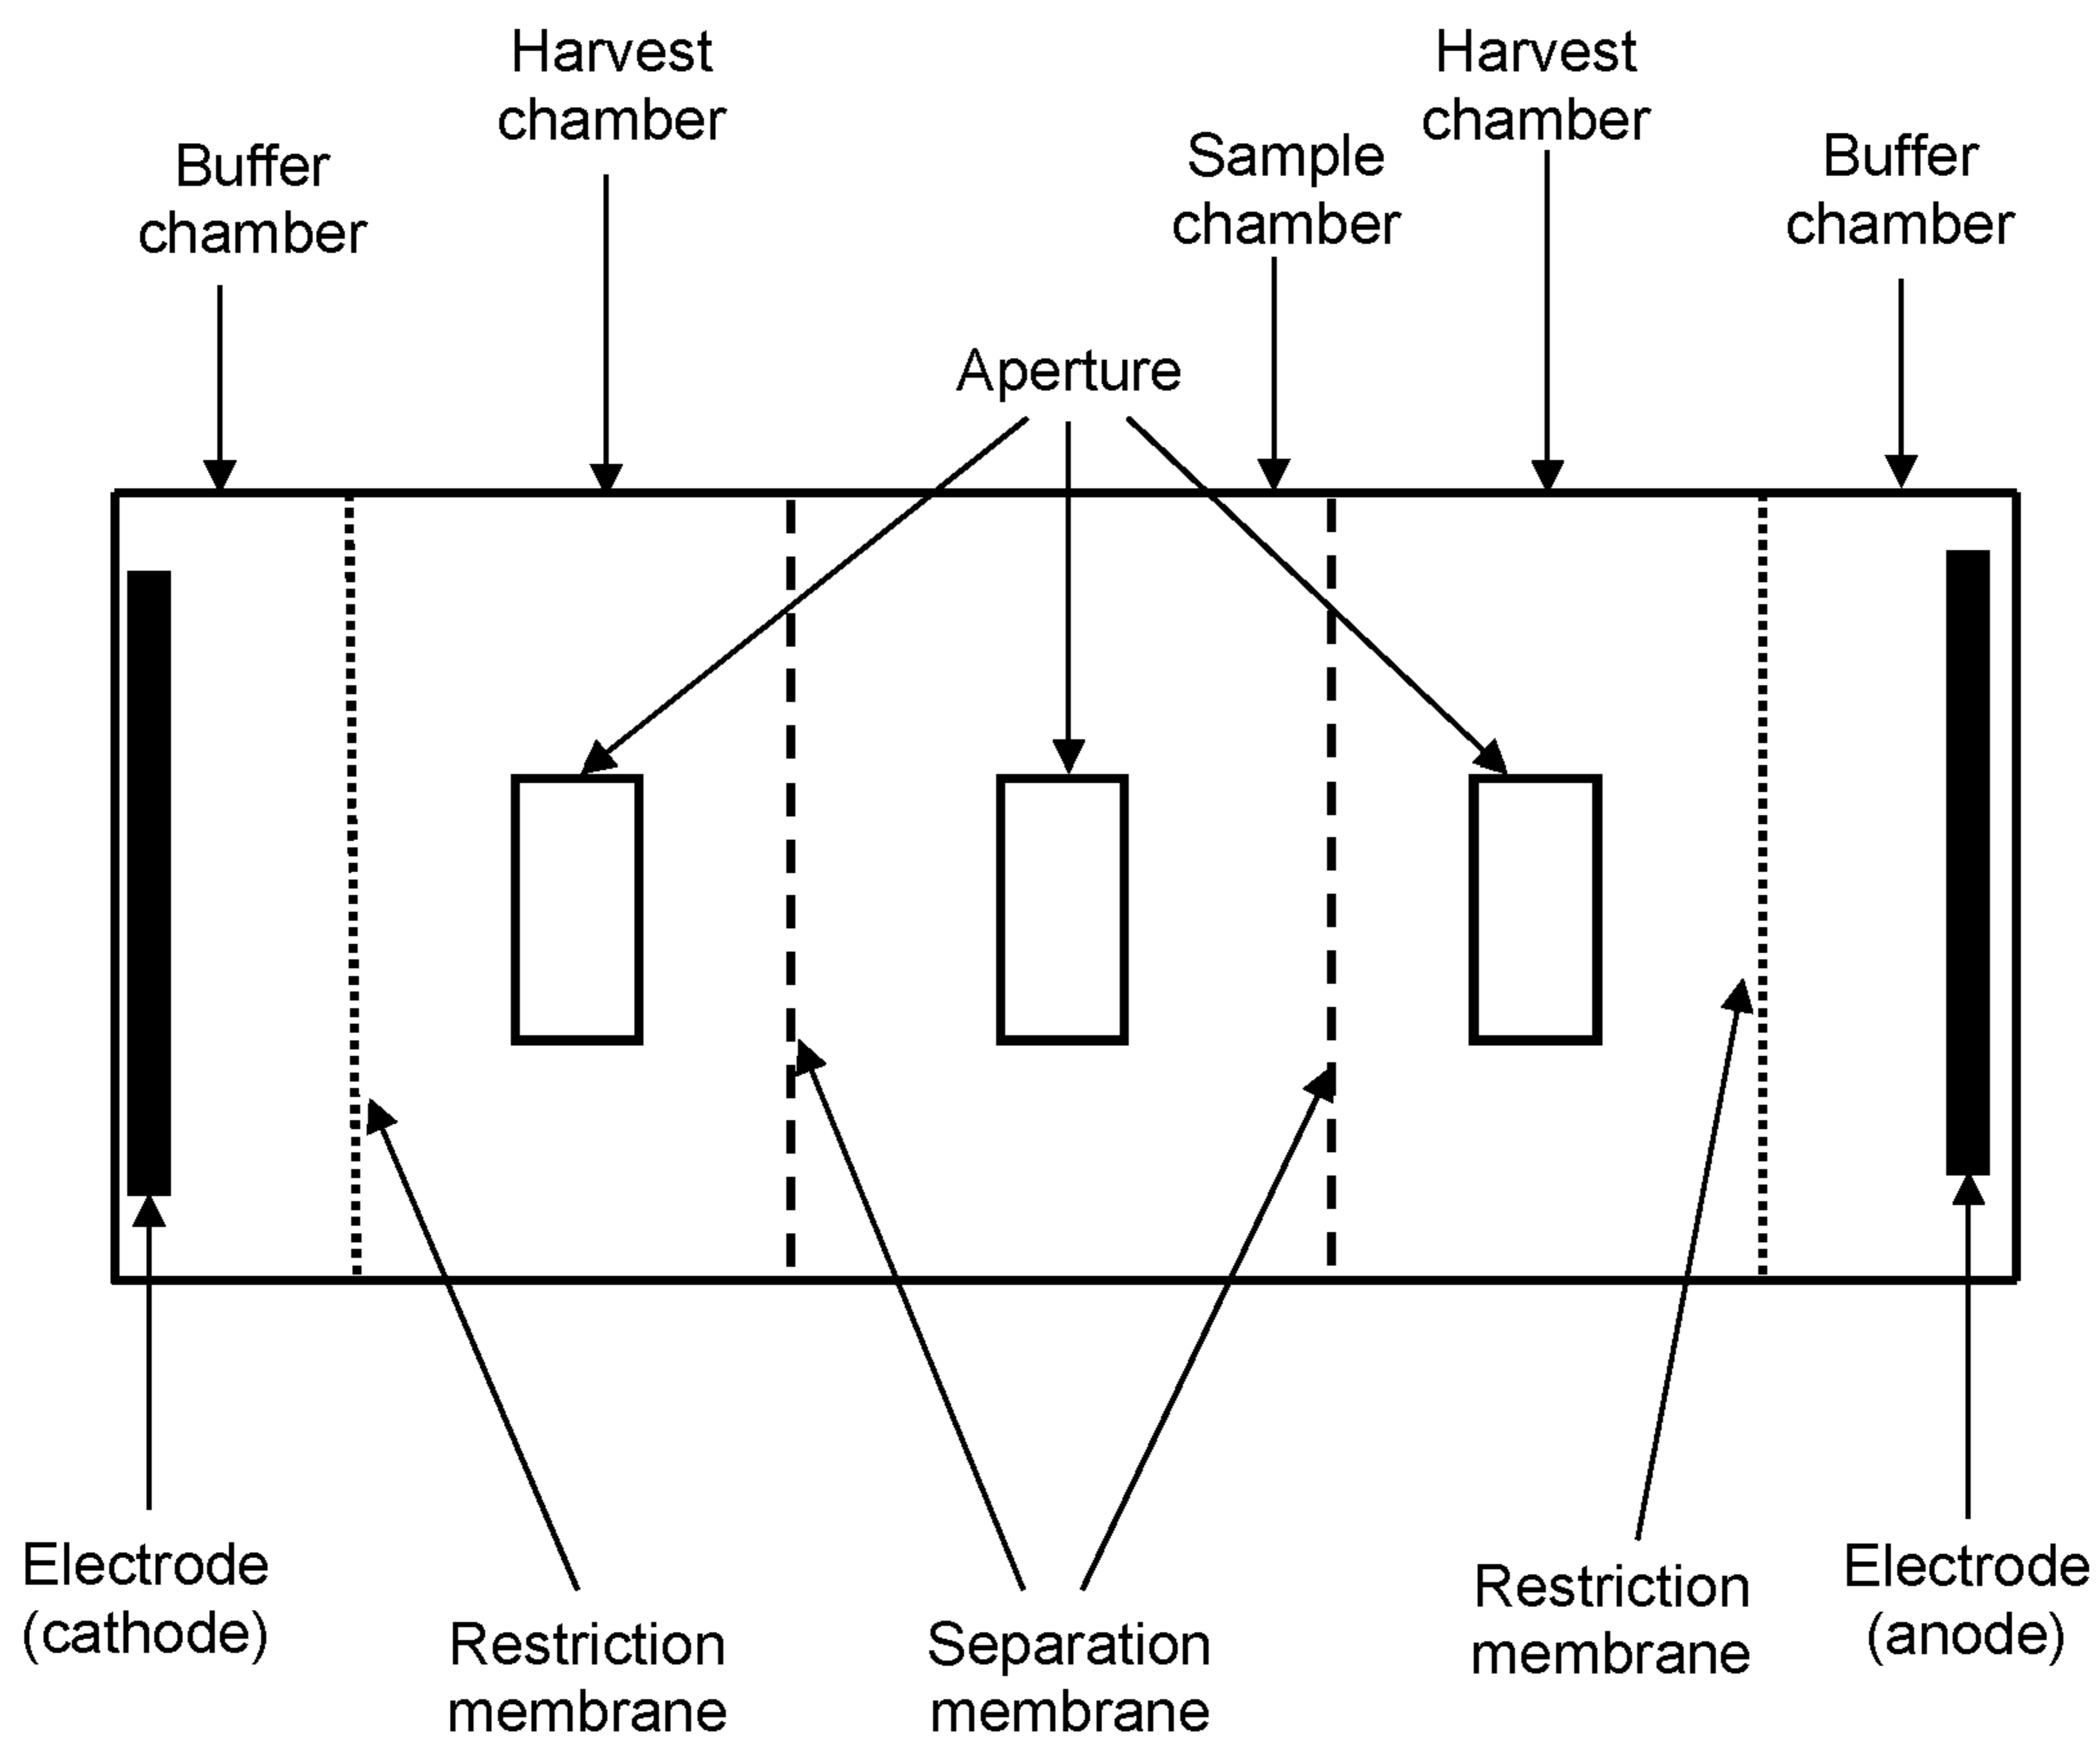 Harvest
chamber
Harvest
chamber
Buffer
chamber
Sample
chamber
Buffer
chamber
Aperture
Electrode
(cathode)
Restriction
membrane
Separation
membrane
Restriction
membrane
Electrode
(anode)